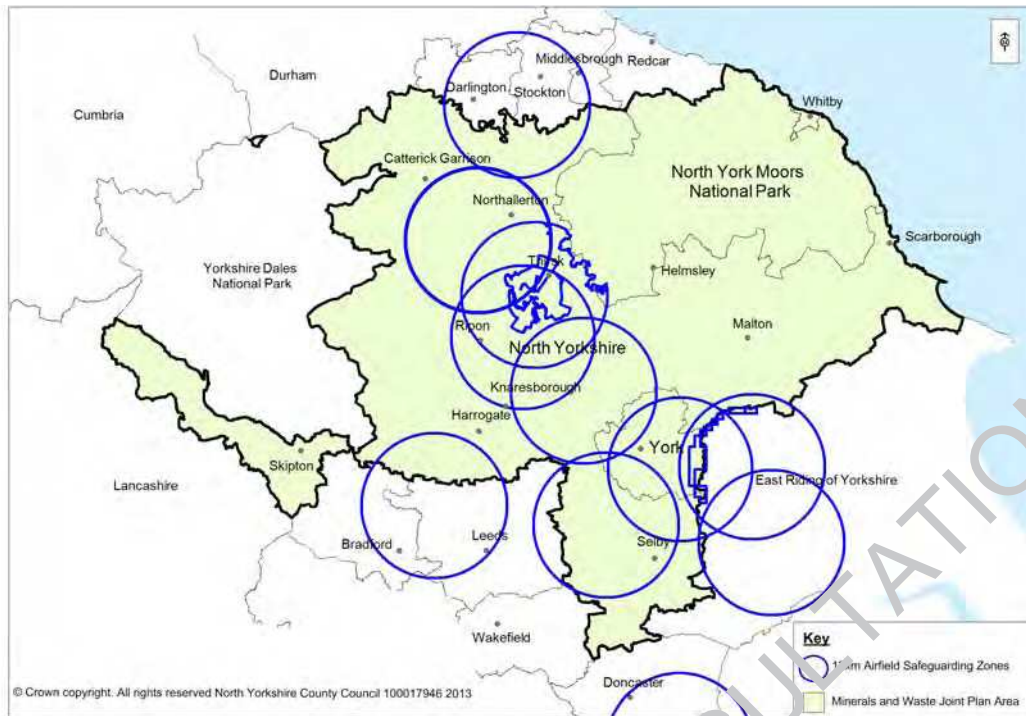 Middlesbrough
Redcar
Durham
Darlington
Stockton
Cumbria
Whitby
Catterick Garrison
North York Moors
National Park
Northallerton
Scarborough
Yorkshire Dales
National Park
Thirsk
Helmsley
Ripon
Malton
North Yorkshire
Knaresborough
Harrogate
York
Skipton
Lancashire
East Riding of Yorkshire
Bradford
Leeds
Selby
Wakefield
Key
Airfield Safeguarding Zones
Doncaster
© Crown copyright. All rights reserved North Yorkshire County Council 100017946 2013
Minerals and Waste Joint Plan Area